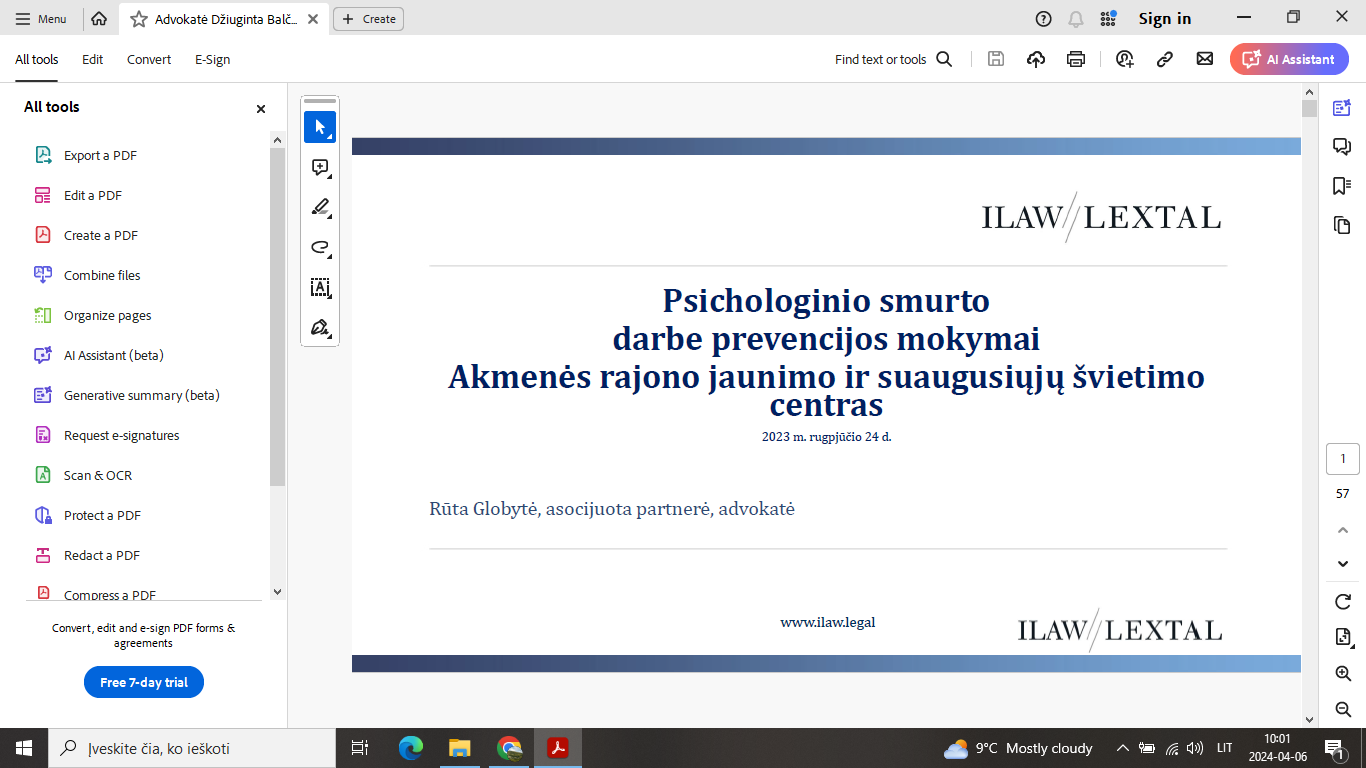 Menu
Advokatė Džiuginta Balč...
Create
Sign in
All tools
Edit
Convert
E-Sign
Find text or tools
AI Assistant
All tools
Export a PDF
Edit a PDF
Create a PDF
Combine files
Organize pages
AI Assistant (beta)
Generative summary (beta)
Request e-signatures
Scan & OCR
Protect a PDF
Redact a PDF
Compress a PDF
Convert, edit and e-sign PDF forms &
agreements
Free 7-day trial
ILAW/LEXTAL
Psichologinio smurto
darbe prevencijos mokymai
Akmenės rajono jaunimo ir suaugusiųjų švietimo
centras
2023 m. rugpjūčio 24 d.
Rūta Globytė, asocijuota partnerė, advokatė
www.ilaw.legal
ILAW/LEXTAL
1
57
Įveskite čia, ko ieškoti
9°C Mostly cloudy
LIT
10:01
2024-04-06
1